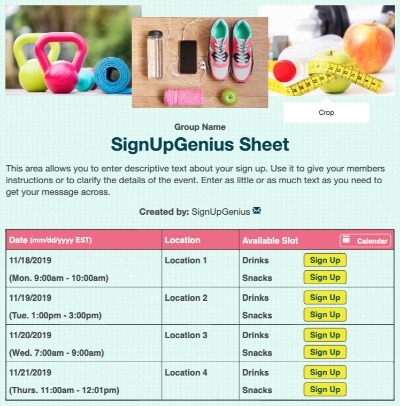 Crop
Group Name
SignUpGenius Sheet
This area allows you to enter descriptive text about your sign up. Use it to give your members
instructions or to clarify the details of the event. Enter as little or as much text as you need to
get your message across.
Created by: SignUpGenius
Date (mm/dd/yyyy EST) Location Available Slot Calendar
11/18/2019 Location 1 Drinks Sign Up
(Mon. 9:00am - 10:00am) Snacks Sign Up
11/19/2019 Location 2 Drinks Sign Up
(Tue. 1:00pm - 3:00pm) Snacks Sign Up
11/20/2019 Location 3 Drinks Sign Up
(Wed. 7:00am - 9:00am) Snacks Sign Up
11/21/2019 Location 4 Drinks Sign Up
(Thurs. 11:00am - 12:01pm) Snacks Sign Up